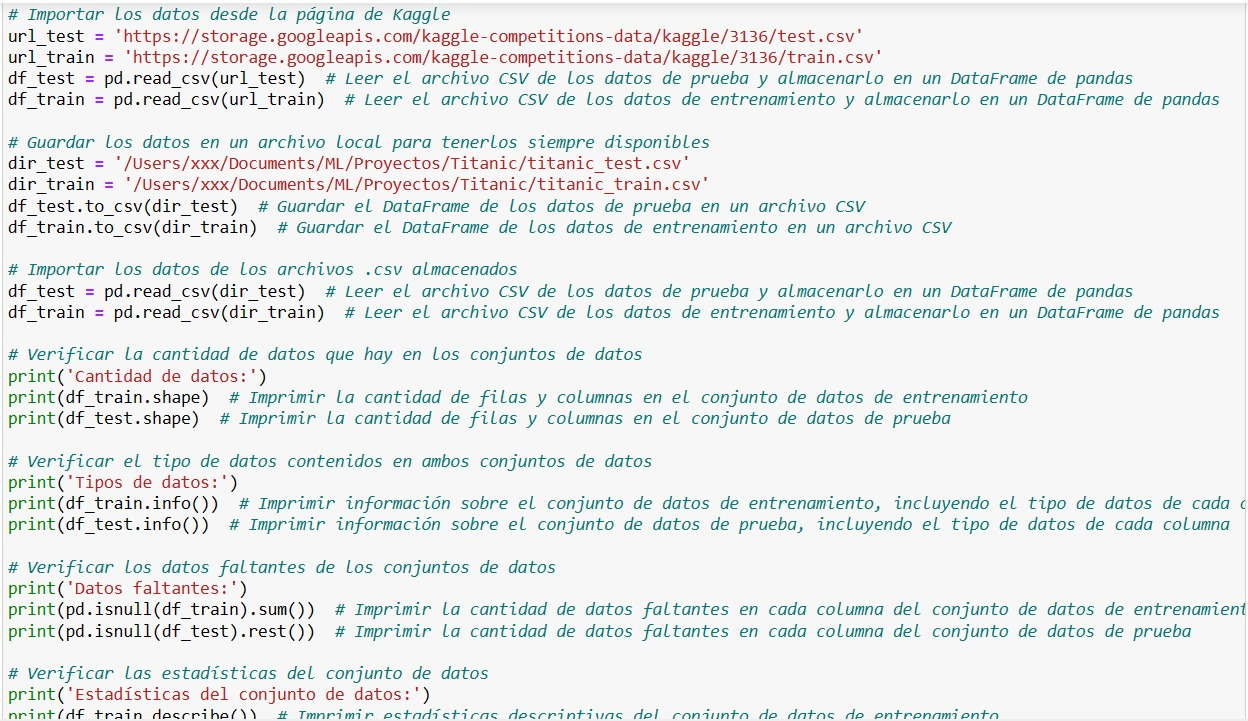 # Importar los datos desde la página de Kaggle
url_test = 'https://storage.googleapis.com/kaggle-competitions-data/kaggle/3136/test.csv'
url_train = 'https://storage.googleapis.com/kaggle-competitions-data/kaggle/3136/train.csv'
df_test = pd.read_csv(url_test)  # Leer el archivo CSV de los datos de prueba y almacenarlo en un DataFrame de pandas
df_train = pd.read_csv(url_train)  # Leer el archivo CSV de los datos de entrenamiento y almacenarlo en un DataFrame de pandas

# Guardar los datos en un archivo local para tenerlos siempre disponibles
dir_test = '/Users/xxx/Documents/ML/Proyectos/Titanic/titanic_test.csv'
dir_train = '/Users/xxx/Documents/ML/Proyectos/Titanic/titanic_train.csv'
df_test.to_csv(dir_test)  # Guardar el DataFrame de los datos de prueba en un archivo CSV
df_train.to_csv(dir_train)  # Guardar el DataFrame de los datos de entrenamiento en un archivo CSV

# Importar los datos de los archivos .csv almacenados
df_test = pd.read_csv(dir_test)  # Leer el archivo CSV de los datos de prueba y almacenarlo en un DataFrame de pandas
df_train = pd.read_csv(dir_train)  # Leer el archivo CSV de los datos de entrenamiento y almacenarlo en un DataFrame de pandas

# Verificar la cantidad de datos que hay en los conjuntos de datos
print('Cantidad de datos:')
print(df_train.shape)  # Imprimir la cantidad de filas y columnas en el conjunto de datos de entrenamiento
print(df_test.shape)  # Imprimir la cantidad de filas y columnas en el conjunto de datos de prueba

# Verificar el tipo de datos contenidos en ambos conjuntos de datos
print('Tipos de datos:')
print(df_train.info())  # Imprimir información sobre el conjunto de datos de entrenamiento, incluyendo el tipo de datos de cada
print(df_test.info())  # Imprimir información sobre el conjunto de datos de prueba, incluyendo el tipo de datos de cada columna

# Verificar los datos faltantes de los conjuntos de datos
print('Datos faltantes:')
print(pd.isnull(df_train).sum())  # Imprimir la cantidad de datos faltantes en cada columna del conjunto de datos de entrenamient
print(pd.isnull(df_test).rest())  # Imprimir la cantidad de datos faltantes en cada columna del conjunto de datos de prueba

# Verificar las estadísticas del conjunto de datos
print('Estadísticas del conjunto de datos:')
print(df_train.describe())  # Imprimir estadísticas descriptivas del conjunto de datos de entrenamiento